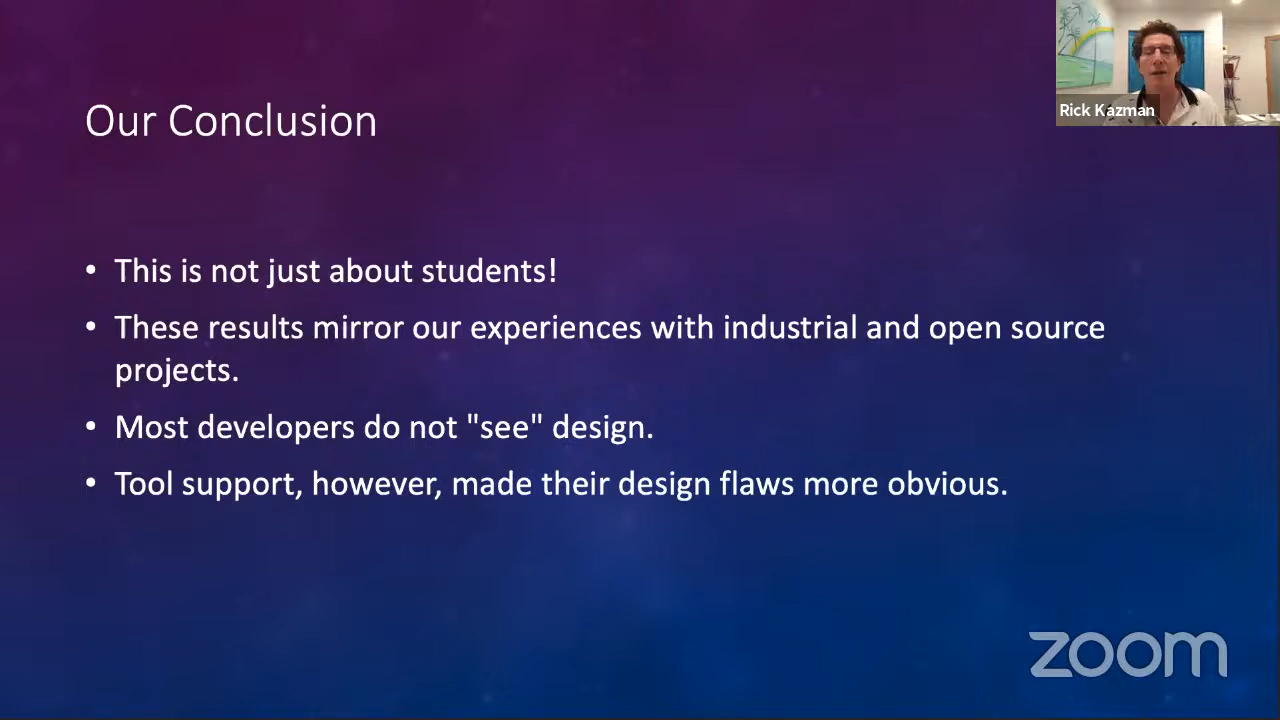 Rick Kazman
Our Conclusion
• This is not just about students!
• These results mirror our experiences with industrial and open source
projects.
• Most developers do not "see" design.
• Tool support, however, made their design flaws more obvious.
zoom